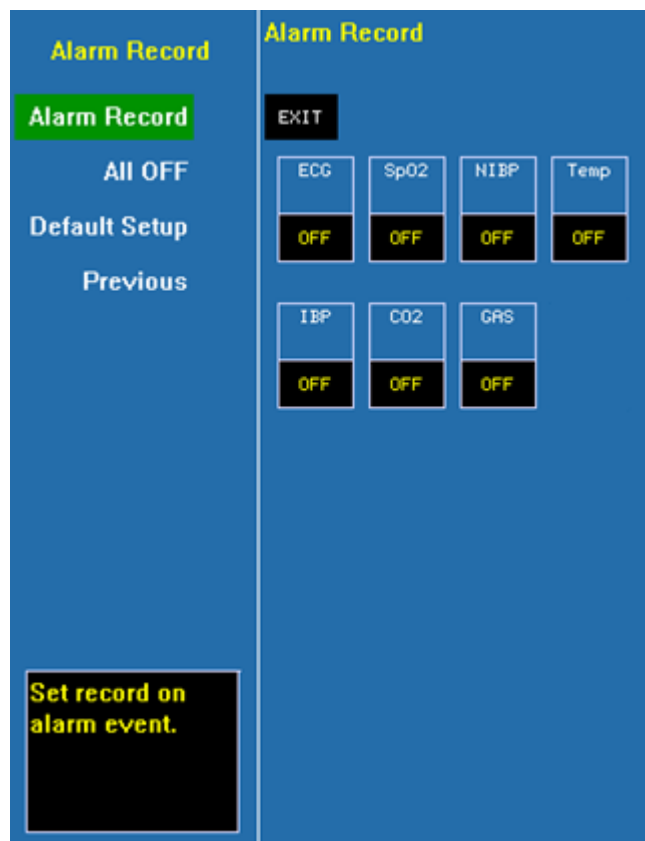 Alarm Record
Alarm Record
All OFF
Default Setup
Previous
Set record on
alarm event.
Alarm Record
EXIT
ECG SpO2 NIBP Temp
OFF OFF OFF OFF
IBP CO2 GAS
OFF OFF OFF